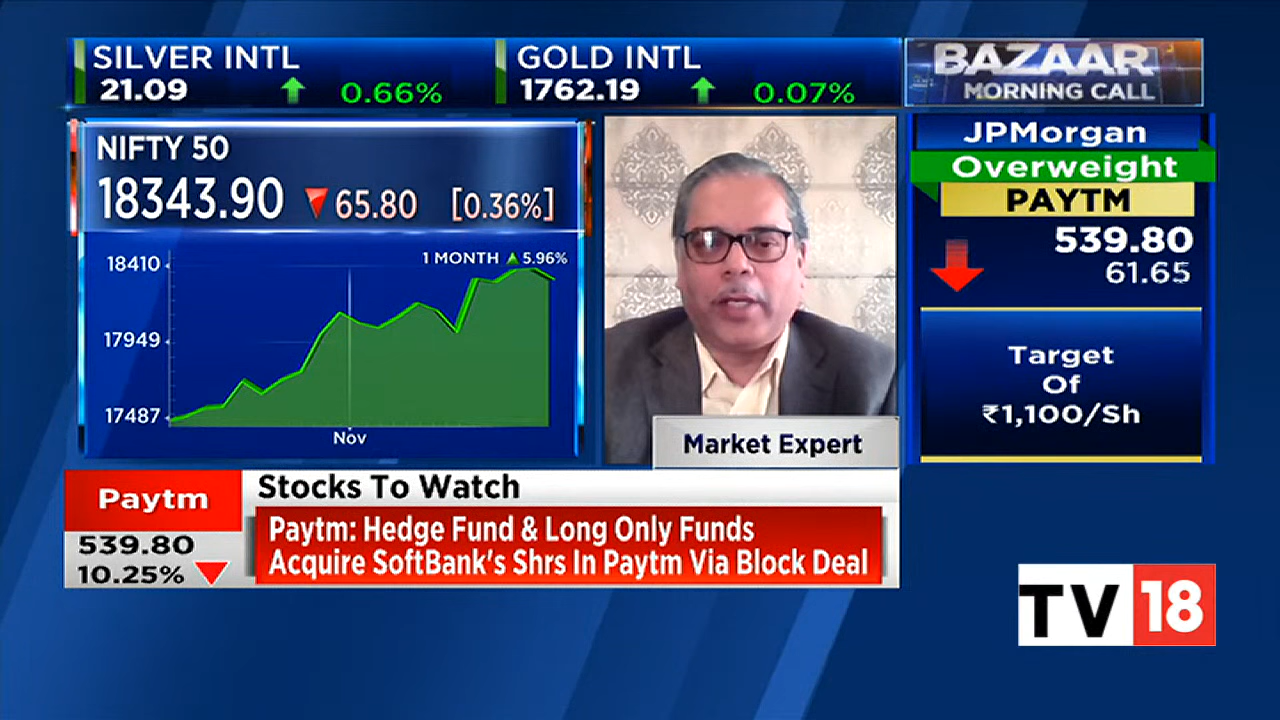 SILVER INTL
21.09 0.66%
GOLD INTL
1762.19 0.07%
BAZAAR
MORNING CALL
NIFTY 50
18343.90 65.80 [0.36%]
1 MONTH 5.96%
18410
17949
17487
Nov
Market Expert
JPMorgan
Overweight
PAYTM
539.80
61.65
Target
Of
₹1,100/Sh
Paytm
539.80
10.25%
Stocks To Watch
Paytm: Hedge Fund & Long Only Funds
Acquire SoftBank's Shrs In Paytm Via Block Deal
TV18